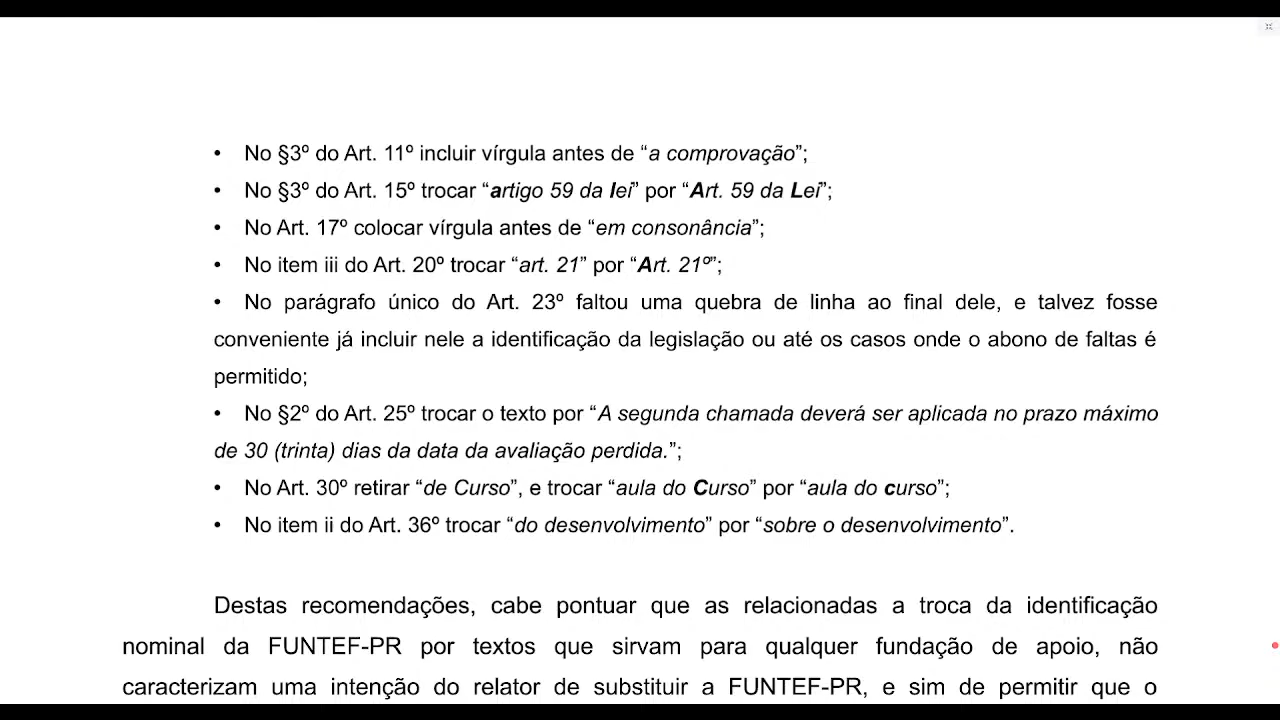 • No §3º do Art. 11º incluir vírgula antes de “a comprovação”;
• No §3º do Art. 15º trocar “artigo 59 da lei” por “Art. 59 da Lei”;
• No Art. 17º colocar vírgula antes de “em consonância”;
• No item iii do Art. 20º trocar “art. 21” por “Art. 21º”;
• No parágrafo único do Art. 23º faltou uma quebra de linha ao final dele, e talvez fosse
conveniente já incluir nele a identificação da legislação ou até os casos onde o abono de faltas é
permitido;
• No §2º do Art. 25º trocar o texto por “A segunda chamada deverá ser aplicada no prazo máximo
de 30 (trinta) dias da data da avaliação perdida.”;
• No Art. 30º retirar “de Curso”, e trocar “aula do Curso” por “aula do curso”;
• No item ii do Art. 36º trocar “do desenvolvimento” por “sobre o desenvolvimento”.
Destas recomendações, cabe pontuar que as relacionadas a troca da identificação
nominal da FUNTEF-PR por textos que sirvam para qualquer fundação de apoio, não
caracterizam uma intenção do relator de substituir a FUNTEF-PR, e sim de permitir que o